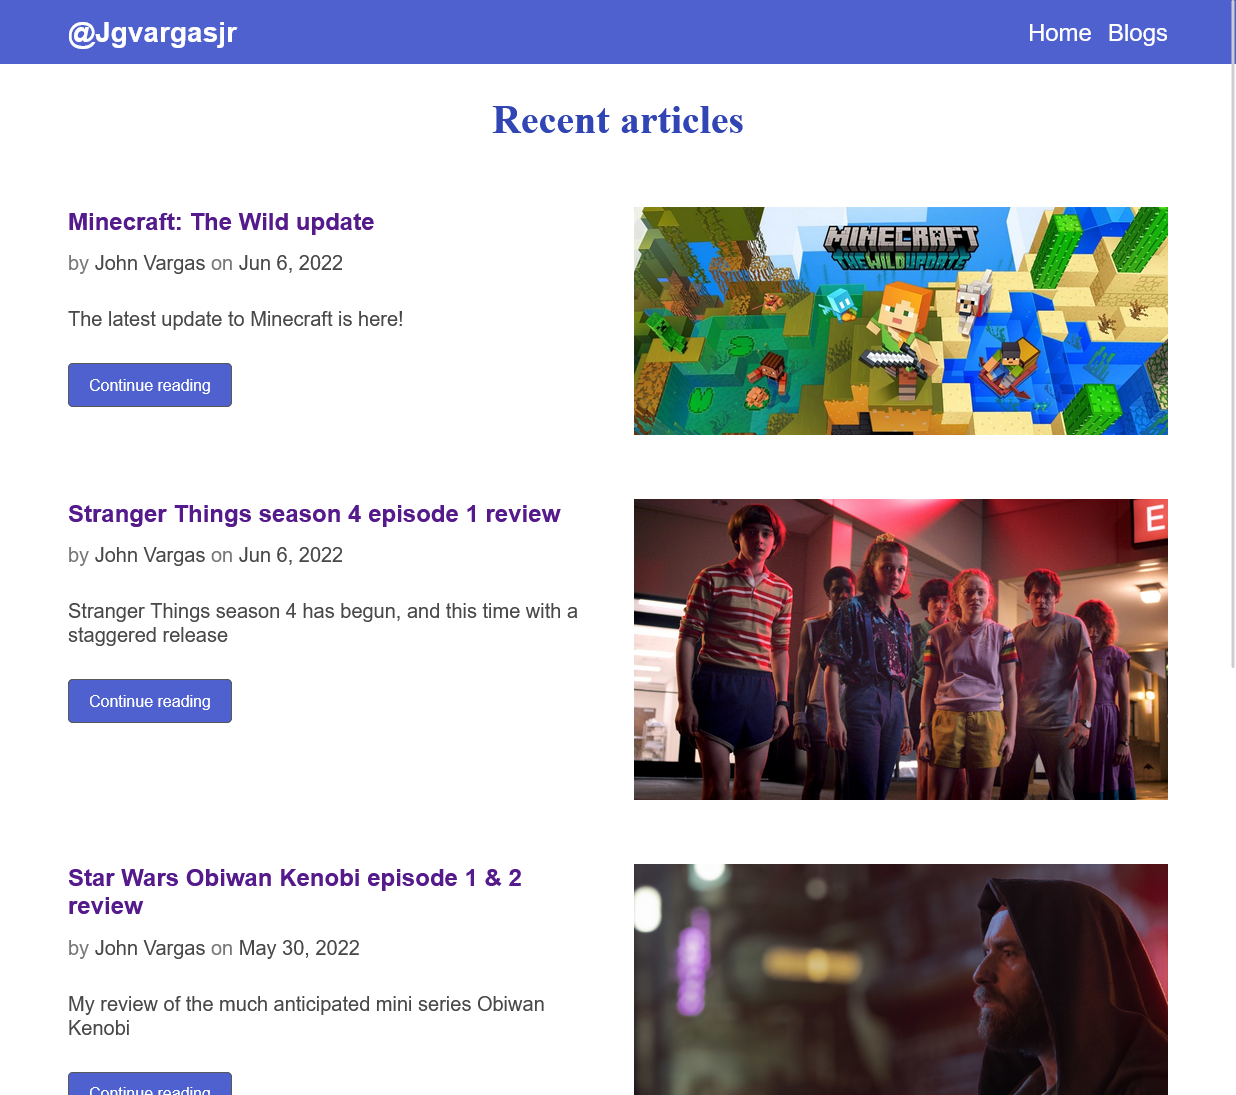 @Jgvargasjr
Home Blogs
Recent articles
Minecraft: The Wild update
by John Vargas on Jun 6, 2022
The latest update to Minecraft is here!
Continue reading
MINECRAFT
THE WILD UPDATE
Stranger Things season 4 episode 1 review
by John Vargas on Jun 6, 2022
Stranger Things season 4 has begun, and this time with a
staggered release
Continue reading
E
Star Wars Obiwan Kenobi episode 1 & 2
review
by John Vargas on May 30, 2022
My review of the much anticipated mini series Obiwan
Kenobi
Continue reading